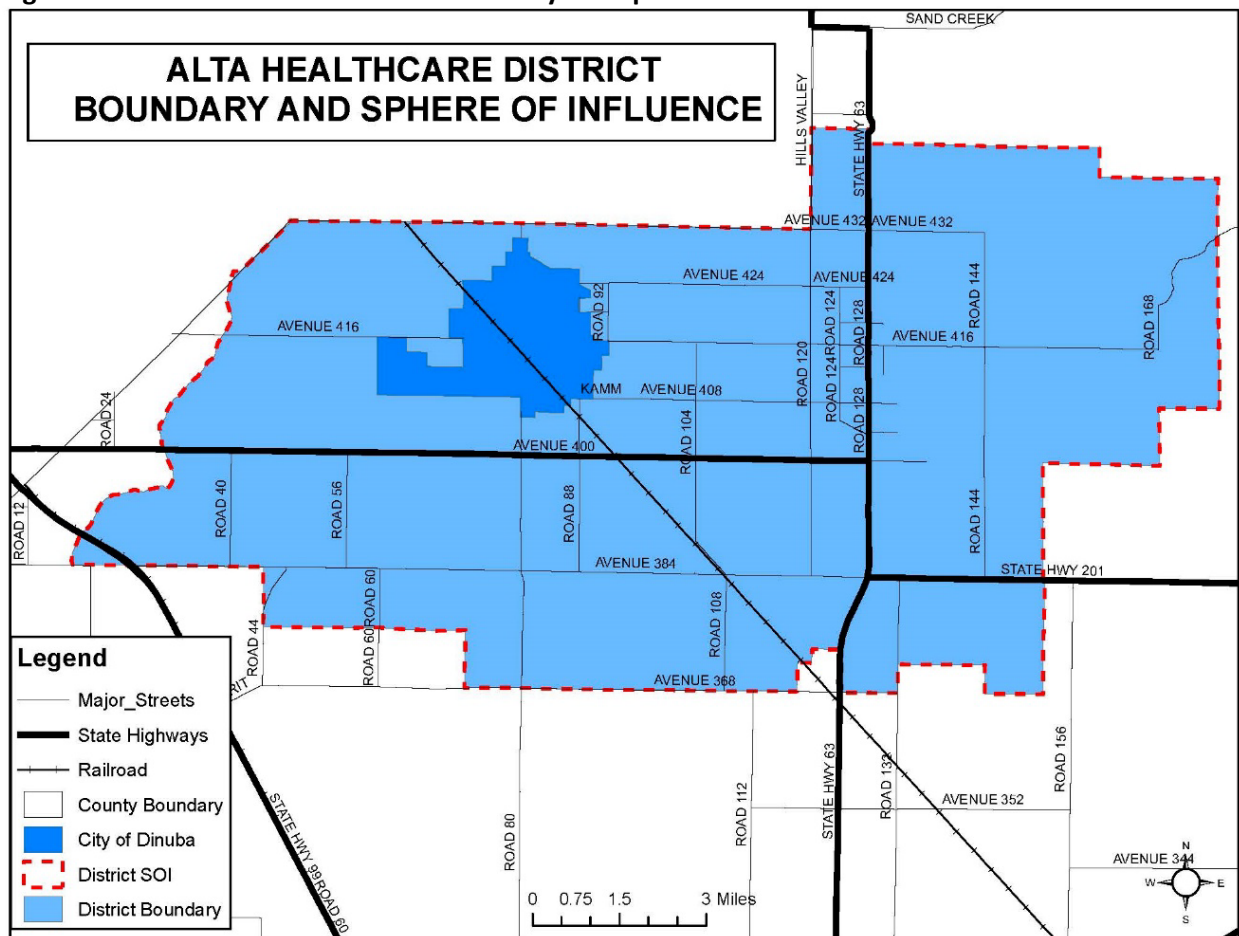 SAND CREEK
ALTA HEALTHCARE DISTRICT
BOUNDARY AND SPHERE OF INFLUENCE
HILLS VALLEY
STATE HWY 63
AVENUE 432
AVENUE 432
AVENUE 424
AVENUE 424
ROAD 92
ROAD 124
ROAD 128
ROAD 144
ROAD 168
AVENUE 416
AVENUE 416
ROAD 120
ROAD 124
KAMM
AVENUE 408
ROAD 24
ROAD 104
ROAD 128
AVENUE 400
ROAD 12
ROAD 40
ROAD 56
ROAD 88
ROAD 144
AVENUE 384
STATE HWY 201
ROAD 60
ROAD 108
ROAD 44
ROAD 60
AVENUE 368
Legend
Major_Streets
State Highways
Railroad
County Boundary
City of Dinuba
District SOI
District Boundary
RIT
STATE HWY 99
ROAD 60
ROAD 80
ROAD 112
STATE HWY 63
ROAD 132
ROAD 156
AVENUE 352
AVENUE 344
0 0.75 1.5 3 Miles
N
W E
S